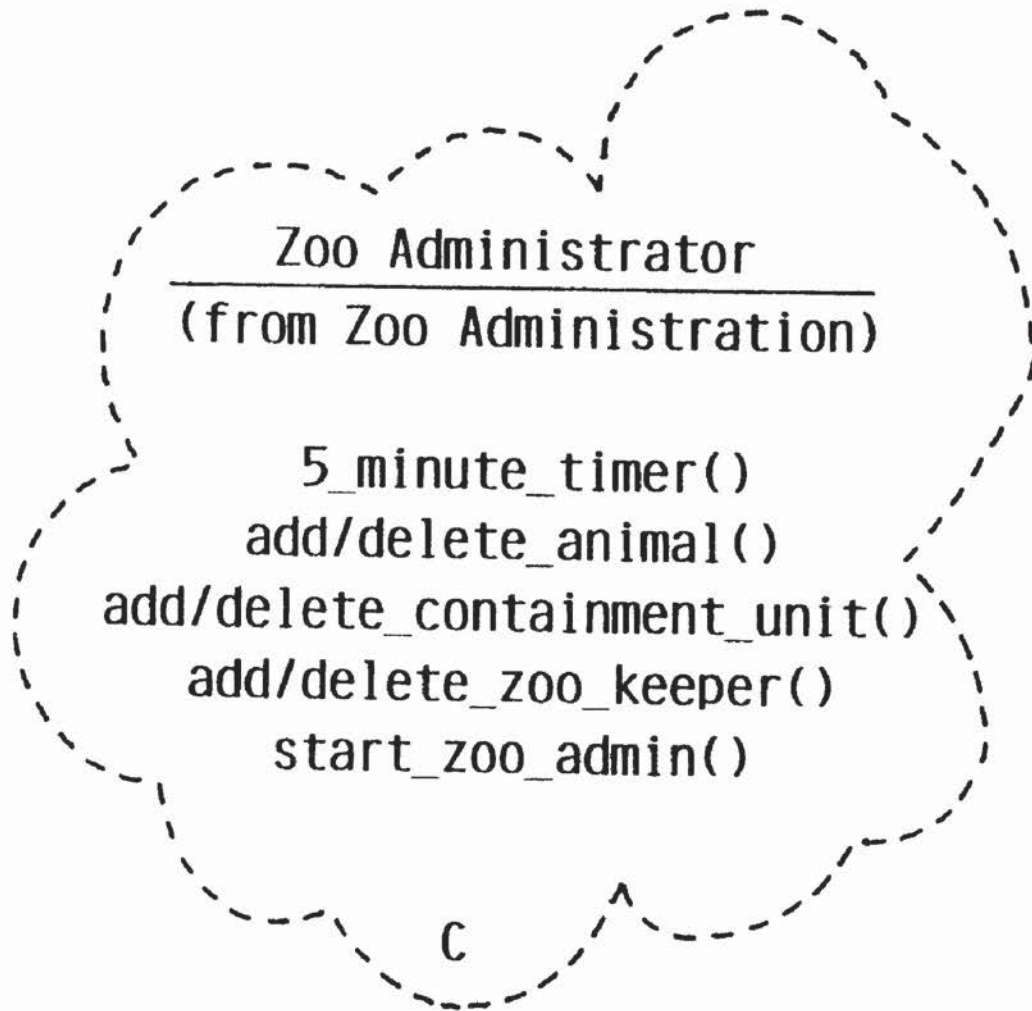 Zoo Administrator
(from Zoo Administration)
5_minute_timer()
add/delete_animal()
add/delete_containment_unit()
add/delete_zoo_keeper()
start_zoo_admin()
C